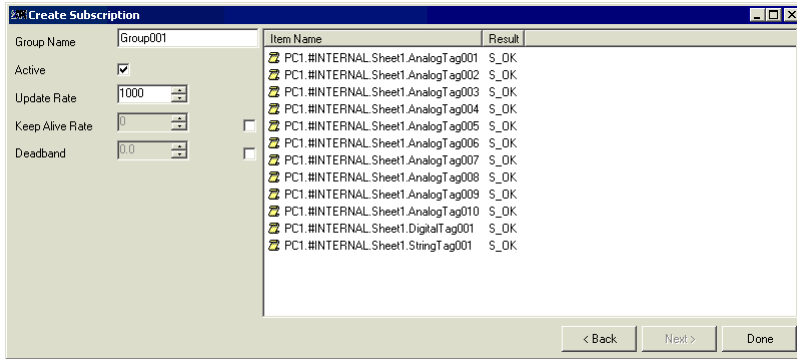 Create Subscription
Group Name Group001
Active
Update Rate 1000
Keep Alive Rate 0
Deadband 0.0
Item Name Result
PC1.#INTERNAL.Sheet1.AnalogTag001 S_OK
PC1.#INTERNAL.Sheet1.AnalogTag002 S_OK
PC1.#INTERNAL.Sheet1.AnalogTag003 S_OK
PC1.#INTERNAL.Sheet1.AnalogTag004 S_OK
PC1.#INTERNAL.Sheet1.AnalogTag005 S_OK
PC1.#INTERNAL.Sheet1.AnalogTag006 S_OK
PC1.#INTERNAL.Sheet1.AnalogTag007 S_OK
PC1.#INTERNAL.Sheet1.AnalogTag008 S_OK
PC1.#INTERNAL.Sheet1.AnalogTag009 S_OK
PC1.#INTERNAL.Sheet1.AnalogTag010 S_OK
PC1.#INTERNAL.Sheet1.DigitalTag001 S_OK
PC1.#INTERNAL.Sheet1.StringTag001 S_OK
< Back Next > Done